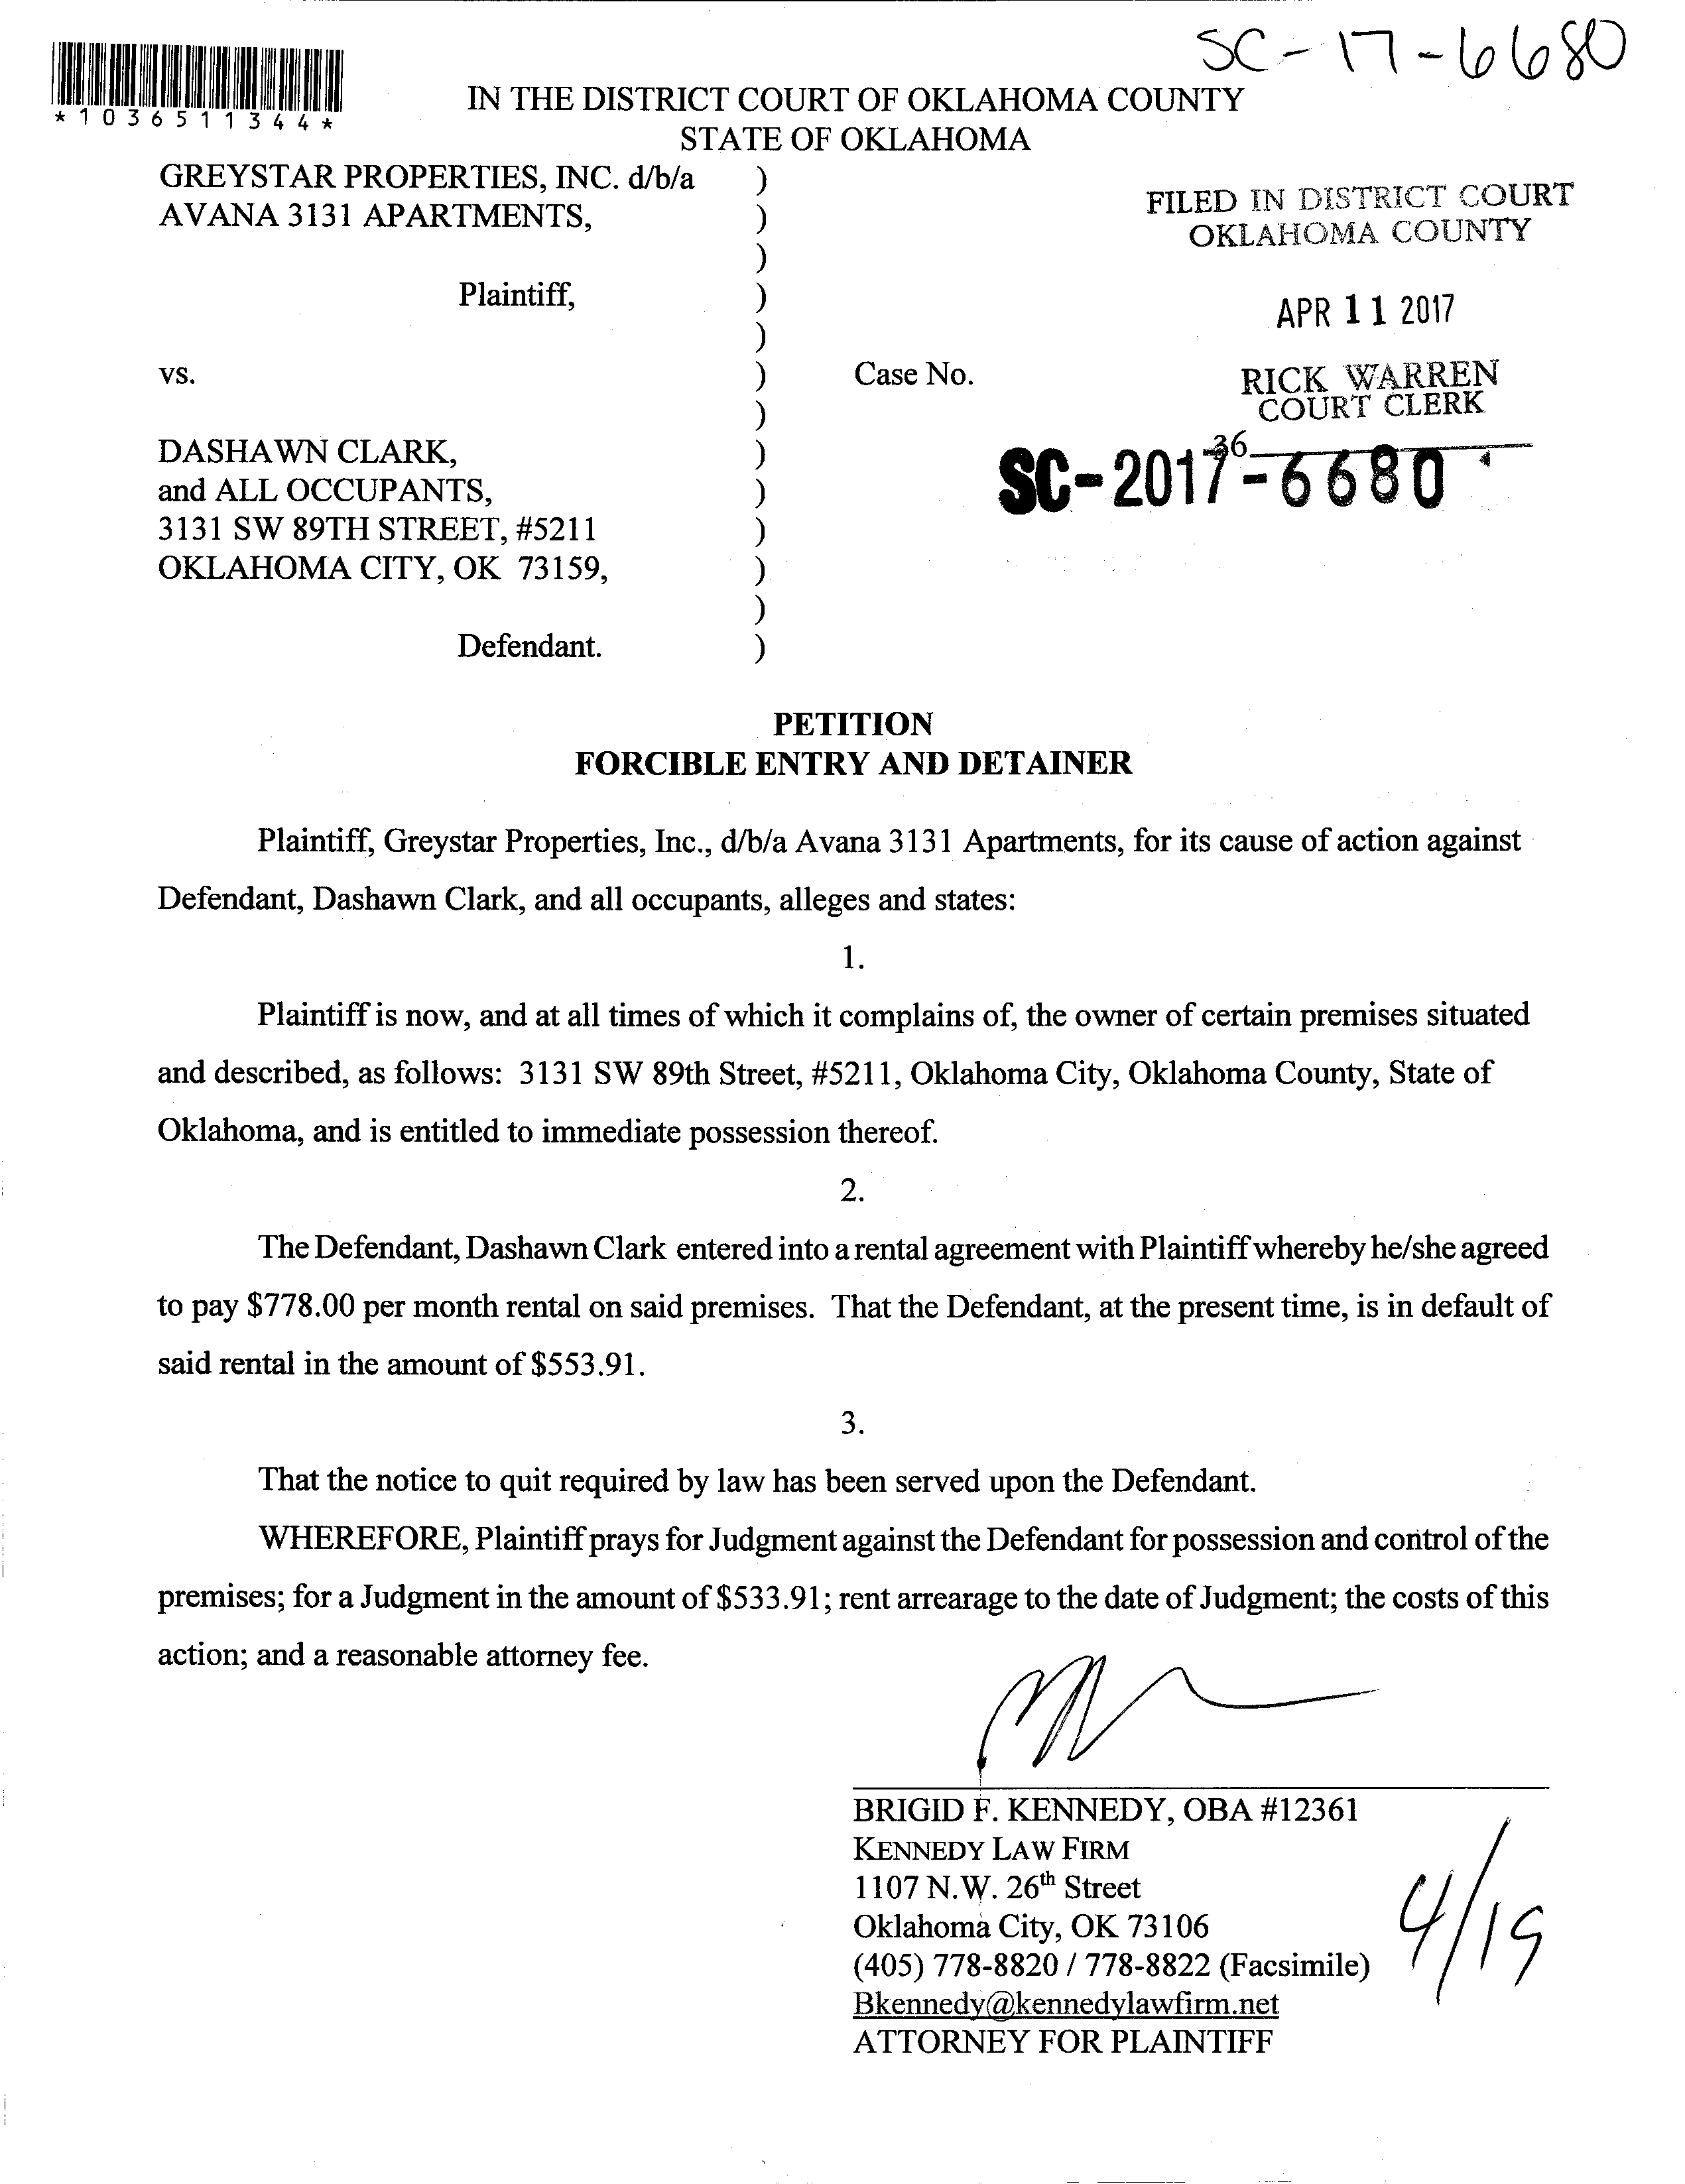 SC-17-6680
*1036511344*
IN THE DISTRICT COURT OF OKLAHOMA COUNTY
STATE OF OKLAHOMA
GREYSTAR PROPERTIES, INC. d/b/a )
AVANA 3131 APARTMENTS, )
)
Plaintiff, )
)
vs. )
)
DASHAWN CLARK, )
and ALL OCCUPANTS, )
3131 SW 89TH STREET, #5211 )
OKLAHOMA CITY, OK 73159, )
)
Defendant. )
FILED IN DISTRICT COURT
OKLAHOMA COUNTY
APR 11 2017
Case No.
RICK WARREN
COURT CLERK
36
SC-2017-6680
PETITION
FORCIBLE ENTRY AND DETAINER
Plaintiff, Greystar Properties, Inc., d/b/a Avana 3131 Apartments, for its cause of action against
Defendant, Dashawn Clark, and all occupants, alleges and states:
1.
Plaintiff is now, and at all times of which it complains of, the owner of certain premises situated
and described, as follows: 3131 SW 89th Street, #5211, Oklahoma City, Oklahoma County, State of
Oklahoma, and is entitled to immediate possession thereof.
2.
The Defendant, Dashawn Clark entered into a rental agreement with Plaintiff whereby he/she agreed
to pay $778.00 per month rental on said premises. That the Defendant, at the present time, is in default of
said rental in the amount of $553.91.
3.
That the notice to quit required by law has been served upon the Defendant.
WHEREFORE, Plaintiff prays for Judgment against the Defendant for possession and control of the
premises; for a Judgment in the amount of $533.91; rent arrearage to the date of Judgment; the costs of this
action; and a reasonable attorney fee.
BRIGID F. KENNEDY, OBA #12361
KENNEDY LAW FIRM
1107 N.W. 26th Street
Oklahoma City, OK 73106
(405) 778-8820 / 778-8822 (Facsimile)
Bkennedy@kennedylawfirm.net
ATTORNEY FOR PLAINTIFF
4/19